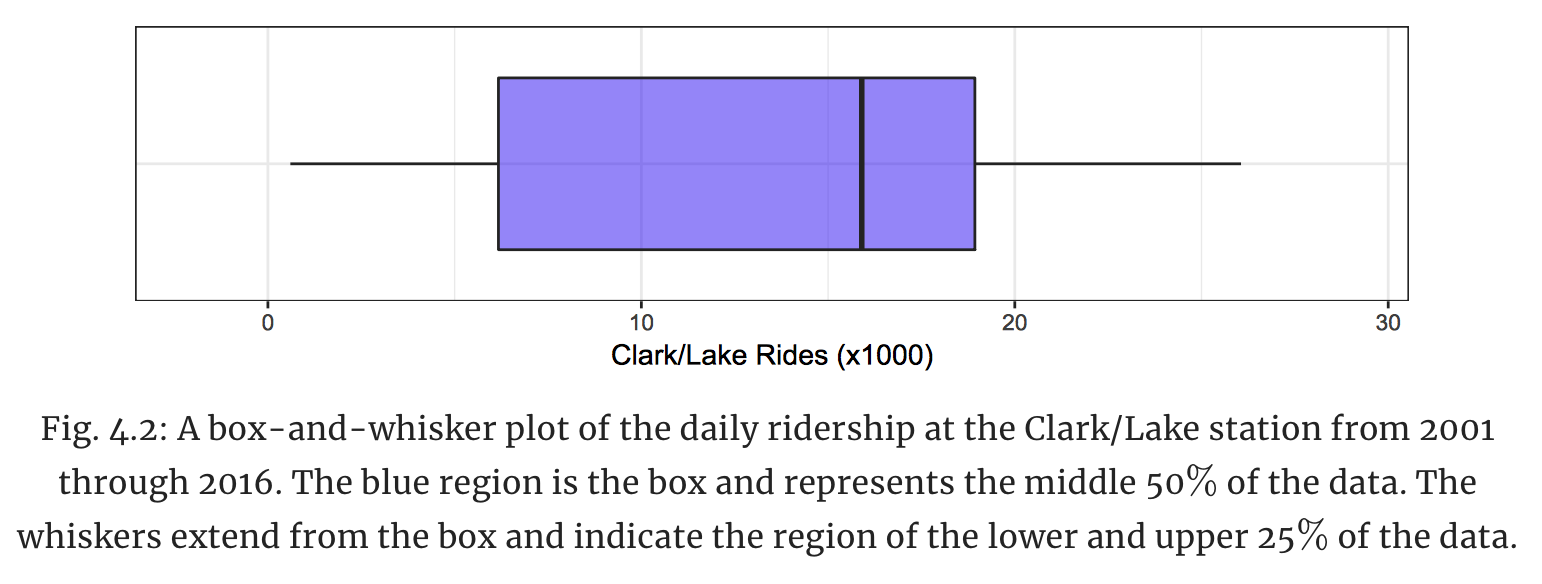 0 10 20 30
Clark/Lake Rides (x1000)
Fig. 4.2: A box-and-whisker plot of the daily ridership at the Clark/Lake station from 2001
through 2016. The blue region is the box and represents the middle 50% of the data. The
whiskers extend from the box and indicate the region of the lower and upper 25% of the data.